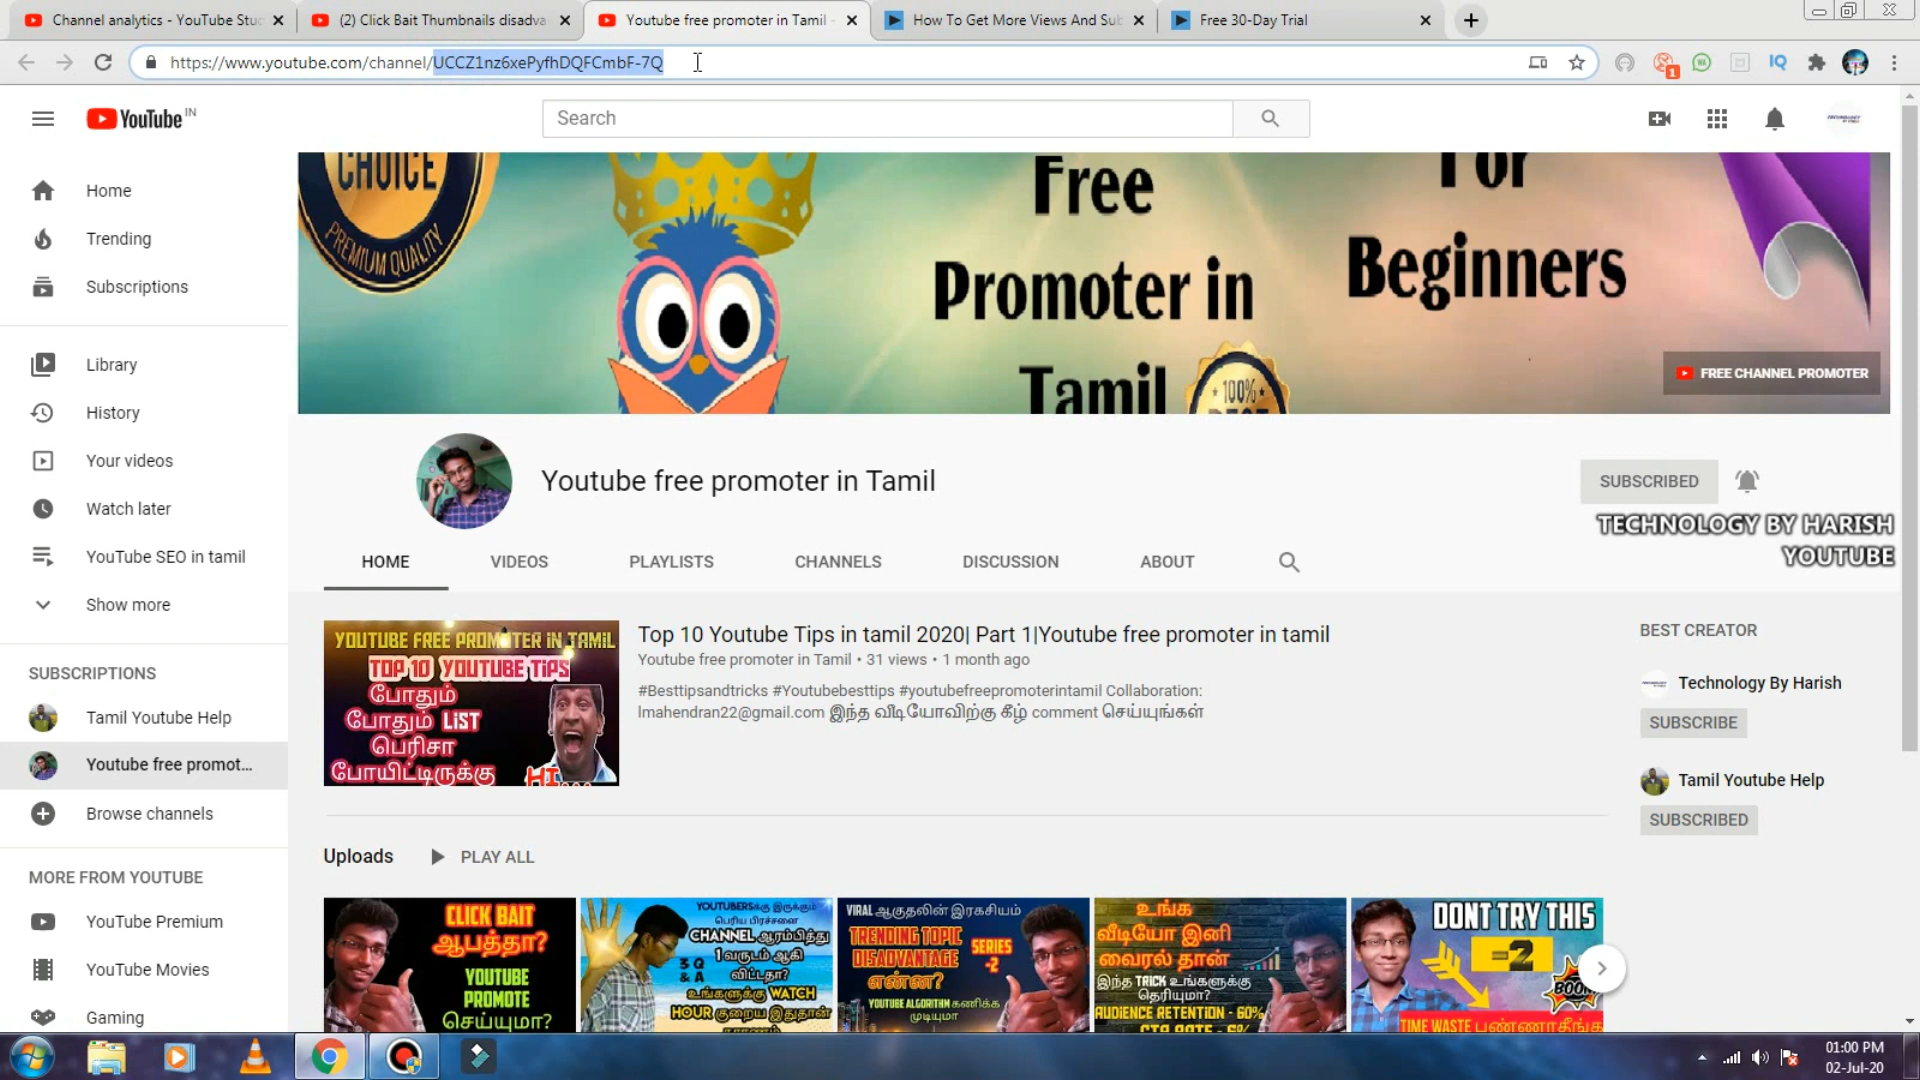 Channel analytics - YouTube Stu
(2) Click Bait Thumbnails disadva
Youtube free promoter in Tamil -
How To Get More Views And Sub
Free 30-Day Trial
https://www.youtube.com/channel/UCCZ1nz6xePyfhDQFCmbF-7Q
1
IQ
YouTube IN
Search
Home
Trending
Subscriptions
Library
History
Your videos
Watch later
YouTube SEO in tamil
Show more
SUBSCRIPTIONS
Tamil Youtube Help
Youtube free promot...
Browse channels
MORE FROM YOUTUBE
YouTube Premium
YouTube Movies
Gaming
CHOICE
PREMIUM QUALITY
Free
Promoter in
Tamil
For
Beginners
100%
FREE CHANNEL PROMOTER
Youtube free promoter in Tamil
SUBSCRIBED
TECHNOLOGY BY HARISH
YOUTUBE
HOME
VIDEOS
PLAYLISTS
CHANNELS
DISCUSSION
ABOUT
YOUTUBE FREE PROMOTER IN TAMIL
TOP 10 YOUTUBE TIPS
போதும்
போதும் LIST
பெரிசா
போயிட்டிருக்கு
Top 10 Youtube Tips in tamil 2020| Part 1|Youtube free promoter in tamil
Youtube free promoter in Tamil • 31 views • 1 month ago
#Besttipsandtricks #Youtubebesttips #youtubefreepromoterintamil Collaboration:
lmahendran22@gmail.com இந்த வீடியோவிற்கு கீழ் comment செய்யுங்கள்
BEST CREATOR
Technology By Harish
SUBSCRIBE
Tamil Youtube Help
SUBSCRIBED
Uploads
PLAY ALL
CLICK BAIT
ஆபத்தா?
YOUTUBE
PROMOTE
செய்யுமா?
YOUTUBERSக்கு இருக்கும்
பெரிய பிரச்சனை
CHANNEL ஆரம்பித்து
1 வருடம் ஆகி
விட்டதா?
3 Q
& A
உங்களுக்கு WATCH
HOUR குறைய இதுதான்
காரணம்
VIRAL ஆகுதலின் இரகசியம்
TRENDING TOPIC
DISADVANTAGE
என்ன?
SERIES
-2
YOUTUBE ALGORITHM கணிக்க
முடியுமா
உங்க
வீடியோ இனி
வைரல் தான்
இந்த TRICK உங்களுக்கு
தெரியுமா?
AUDIENCE RETENTION - 60%
CTR RATE - 6%
DONT TRY THIS
=2
BOOM
TIME WASTE பண்ணாதீங்க
01:00 PM
02-Jul-20